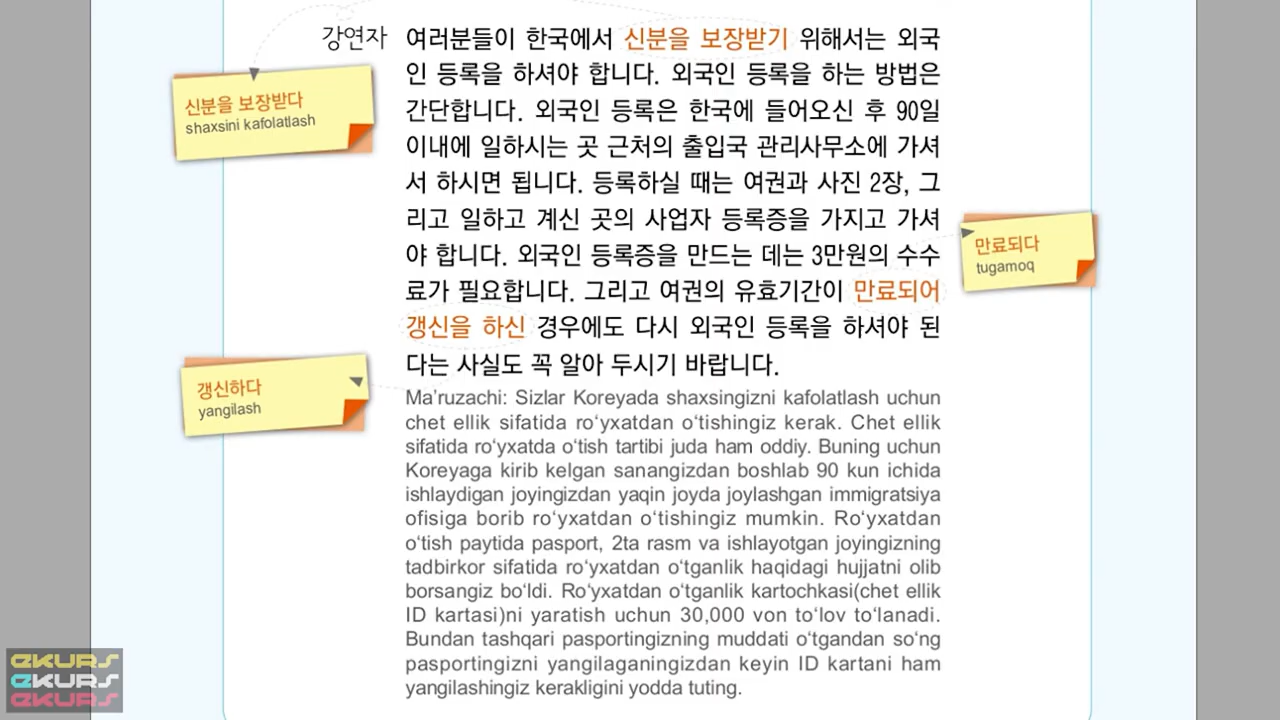 강연자 여러분들이 한국에서 신분을 보장받기 위해서는 외국
인 등록을 하셔야 합니다. 외국인 등록을 하는 방법은
간단합니다. 외국인 등록은 한국에 들어오신 후 90일
이내에 일하시는 곳 근처의 출입국 관리사무소에 가셔
서 하시면 됩니다. 등록하실 때는 여권과 사진 2장, 그
리고 일하고 계신 곳의 사업자 등록증을 가지고 가셔
야 합니다. 외국인 등록증을 만드는 데는 3만원의 수수
료가 필요합니다. 그리고 여권의 유효기간이 만료되어
갱신을 하신 경우에도 다시 외국인 등록을 하셔야 된
다는 사실도 꼭 알아 두시기 바랍니다.
신분을 보장받다
shaxsini kafolatlash
만료되다
tugamoq
갱신하다
yangilash
Ma’ruzachi: Sizlar Koreyada shaxsingizni kafolatlash uchun
chet ellik sifatida ro‘yxatdan o‘tishingiz kerak. Chet ellik
sifatida ro‘yxatda o‘tish tartibi juda ham oddiy. Buning uchun
Koreyaga kirib kelgan sanangizdan boshlab 90 kun ichida
ishlaydigan joyingizdan yaqin joyda joylashgan immigratsiya
ofisiga borib ro‘yxatdan o‘tishingiz mumkin. Ro‘yxatdan
o‘tish paytida pasport, 2ta rasm va ishlayotgan joyingizning
tadbirkor sifatida ro‘yxatdan o‘tganlik haqidagi hujjatni olib
borsangiz bo‘ldi. Ro‘yxatdan o‘tganlik kartochkasi(chet ellik
ID kartasi)ni yaratish uchun 30,000 von to‘lov to‘lanadi.
Bundan tashqari pasportingizning muddati o‘tgandan so‘ng
pasportingizni yangilaganingizdan keyin ID kartani ham
yangilashingiz kerakligini yodda tuting.
eKURS
eKURS
eKURS